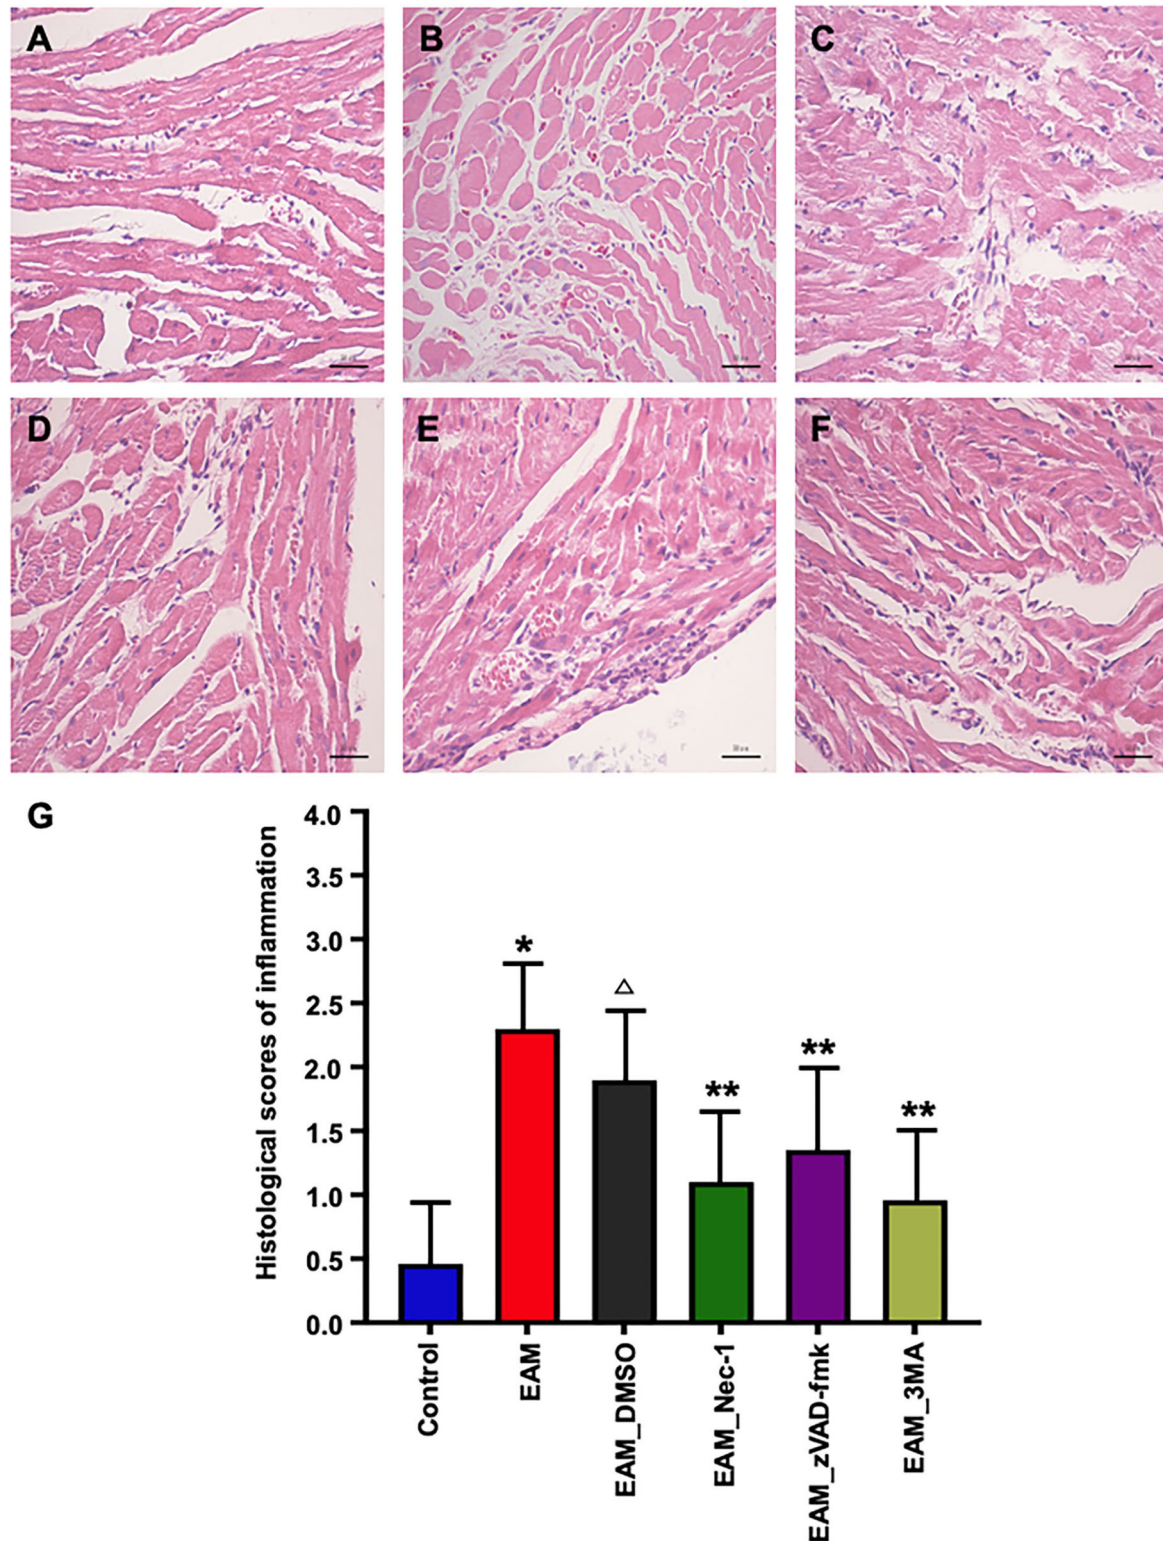 A
B
C
D
E
F
G
Histological scores of inflammation
4.0
3.5
3.0
2.5
2.0
1.5
1.0
0.5
0.0
*
△
**
**
**
Control
EAM
EAM_DMSO
EAM_Nec-1
EAM_zVAD-fmk
EAM_3MA